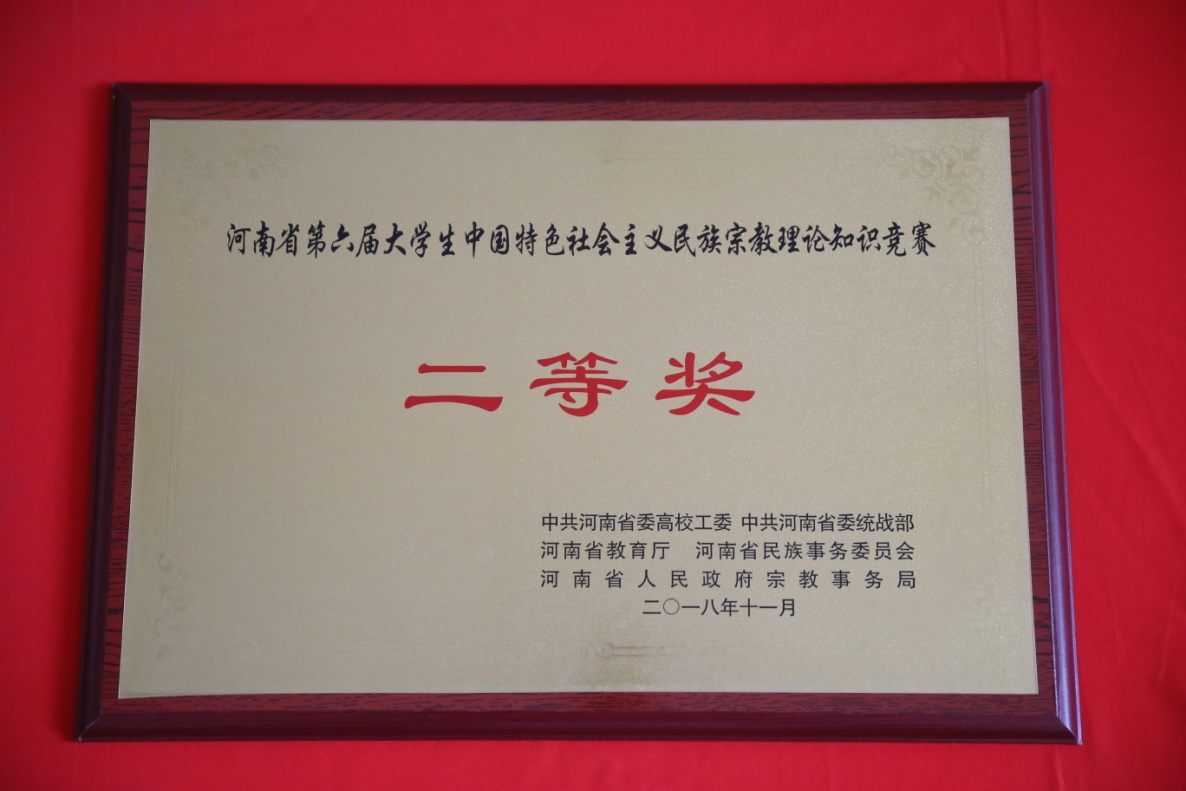 河南省第六届大学生中国特色社会主义民族宗教理论知识竞赛
二等奖
中共河南省委高校工委 中共河南省委统战部
河南省教育厅 河南省民族事务委员会
河南省人民政府宗教事务局
二〇一八年十一月